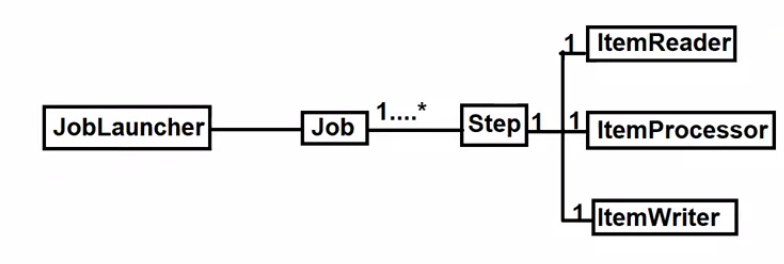 1 ItemReader
JobLauncher Job 1....* Step 1 1 ItemProcessor
1 ItemWriter